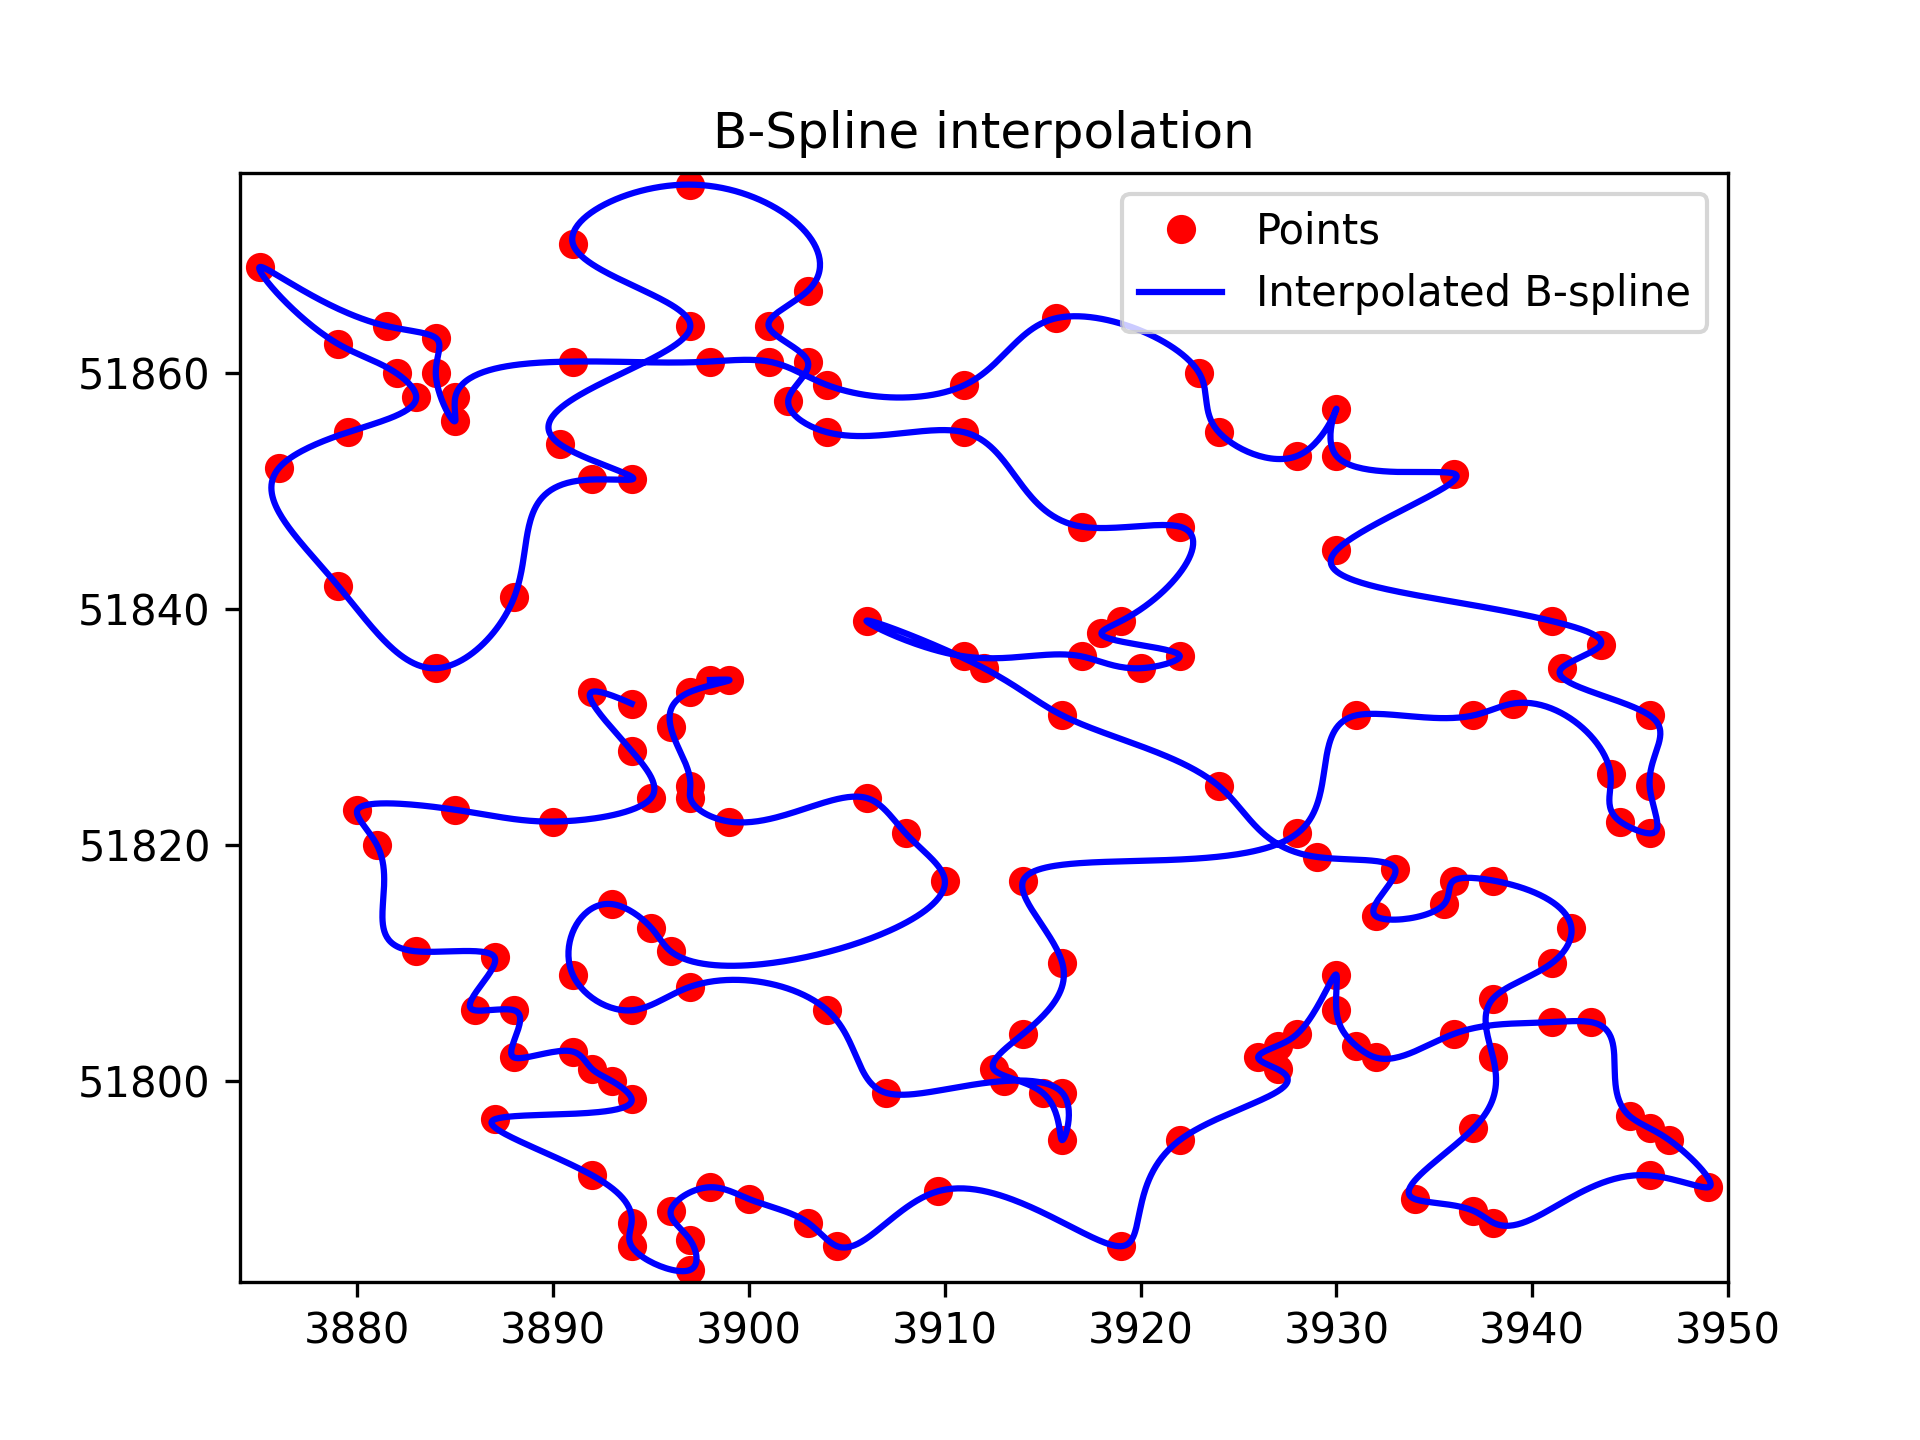 B-Spline interpolation
Points
Interpolated B-spline
51860
51840
51820
51800
3880 3890 3900 3910 3920 3930 3940 3950